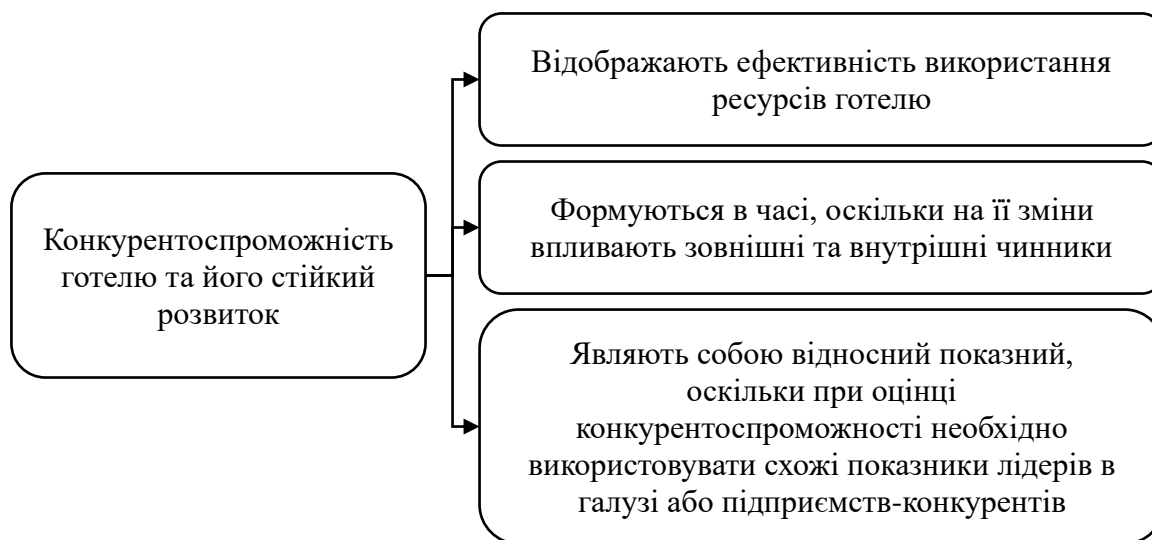 Конкурентоспроможність
готелю та його стійкий
розвиток
Відображають ефективність використання
ресурсів готелю
Формуються в часі, оскільки на її зміни
впливають зовнішні та внутрішні чинники
Являють собою відносний показний,
оскільки при оцінці
конкурентоспроможності необхідно
використовувати схожі показники лідерів в
галузі або підприємств-конкурентів